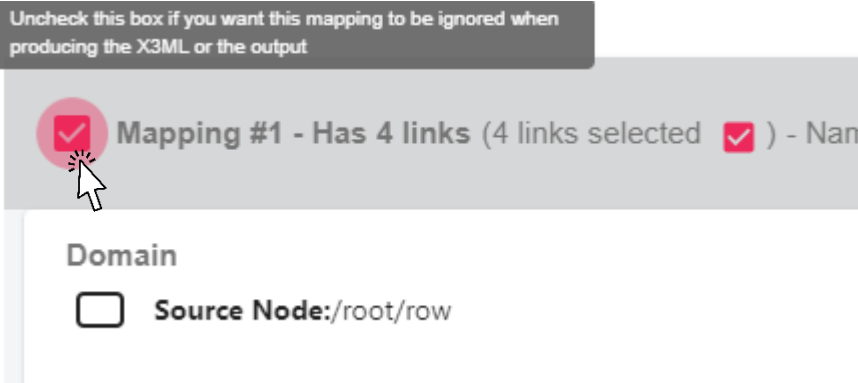 Uncheck this box if you want this mapping to be ignored when
producing the X3ML or the output
Mapping #1 - Has 4 links (4 links selected ) - Nam
Domain
Source Node:/root/row